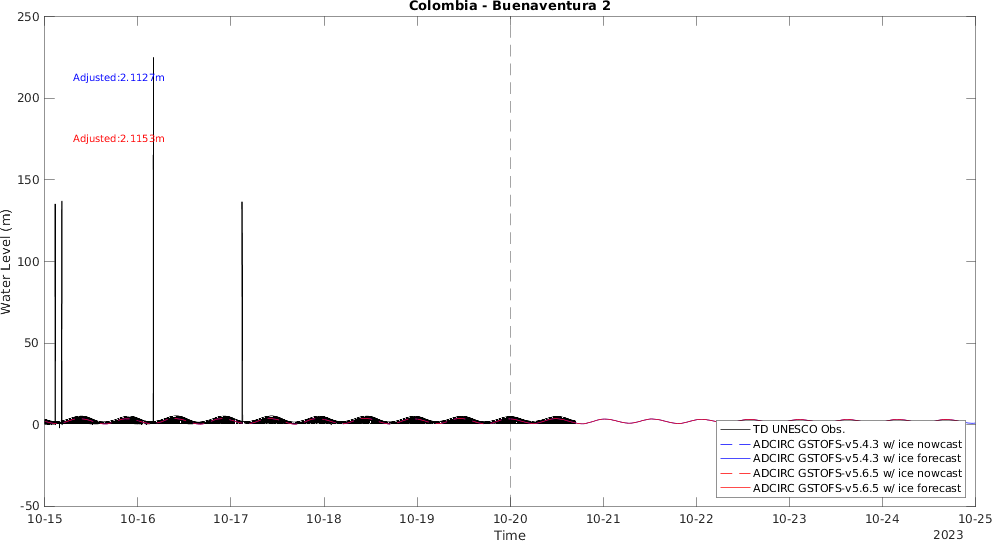 Colombia - Buenaventura 2
250
200
150
100
50
0
-50
Water Level (m)
Adjusted:2.1127m
Adjusted:2.1153m
TD UNESCO Obs.
ADCIRC GSTOFS-v5.4.3 w/ ice nowcast
ADCIRC GSTOFS-v5.4.3 w/ ice forecast
ADCIRC GSTOFS-v5.6.5 w/ ice nowcast
ADCIRC GSTOFS-v5.6.5 w/ ice forecast
10-15 10-16 10-17 10-18 10-19 10-20 10-21 10-22 10-23 10-24 10-25
Time
2023